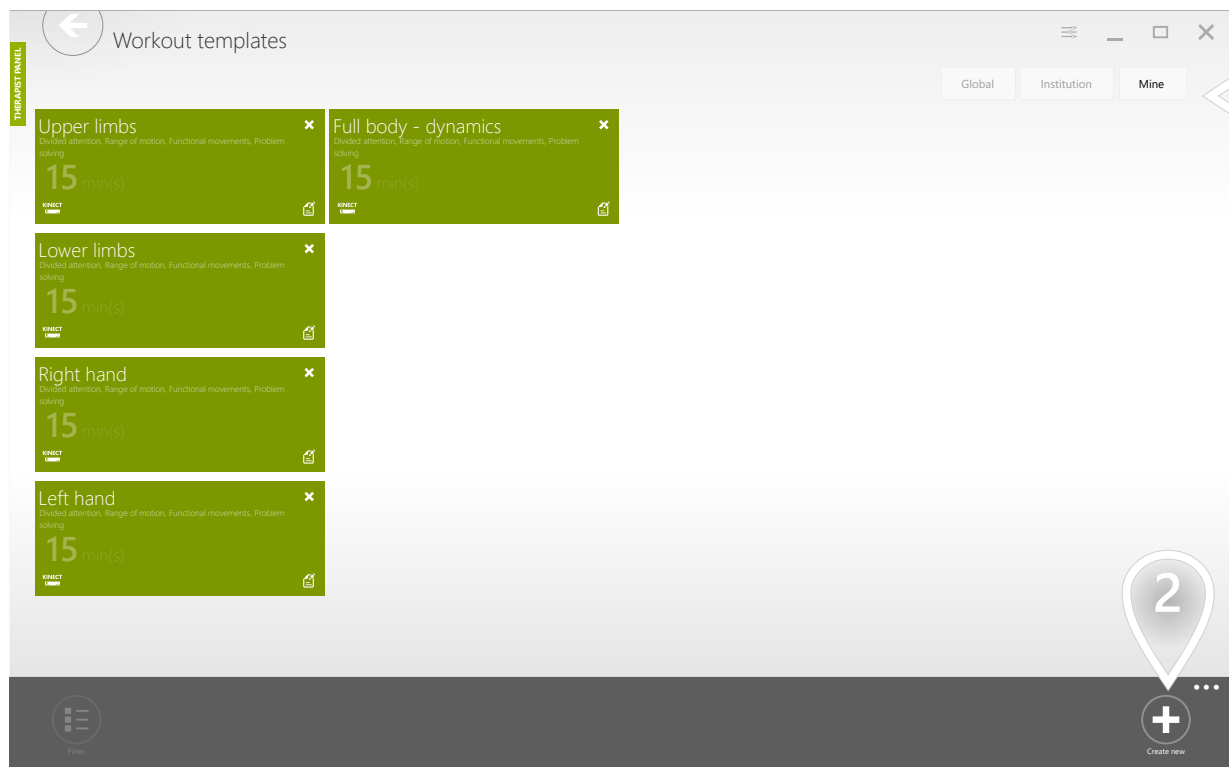 Workout templates
THERAPIST PANEL
Global
Institution
Mine
Upper limbs
Divided attention, Range of motion, Functional movements, Problem
solving
15 min(s)
KINECT
Full body - dynamics
Divided attention, Range of motion, Functional movements, Problem
solving
15 min(s)
KINECT
Lower limbs
Divided attention, Range of motion, Functional movements, Problem
solving
15 min(s)
KINECT
Right hand
Divided attention, Range of motion, Functional movements, Problem
solving
15 min(s)
KINECT
Left hand
Divided attention, Range of motion, Functional movements, Problem
solving
15 min(s)
KINECT
2
Filter
Create new